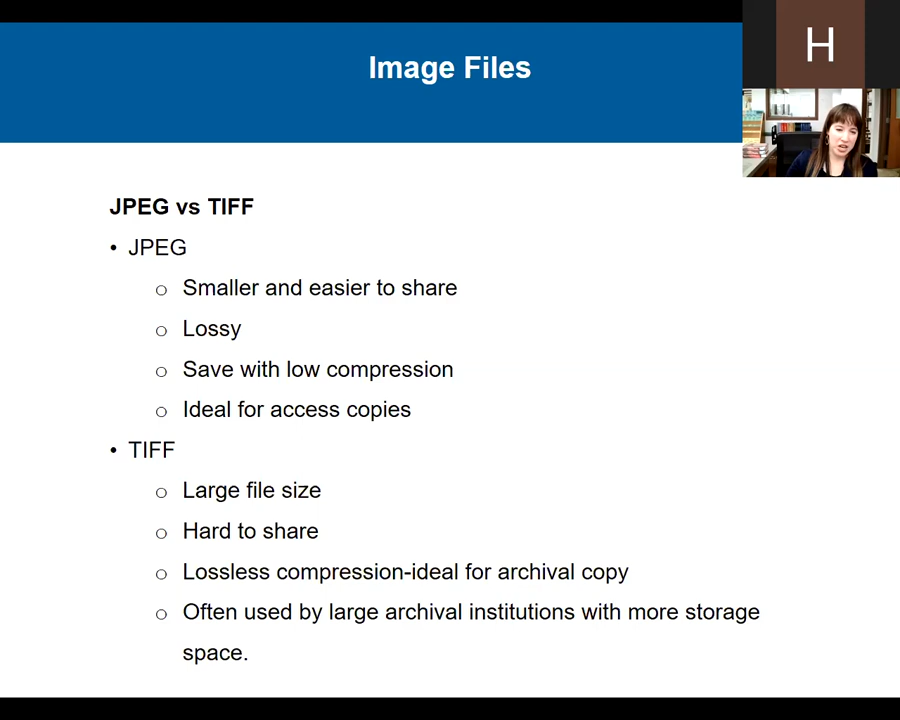 Image Files
H
JPEG vs TIFF
• JPEG
o Smaller and easier to share
o Lossy
o Save with low compression
o Ideal for access copies
• TIFF
o Large file size
o Hard to share
o Lossless compression-ideal for archival copy
o Often used by large archival institutions with more storage
space.